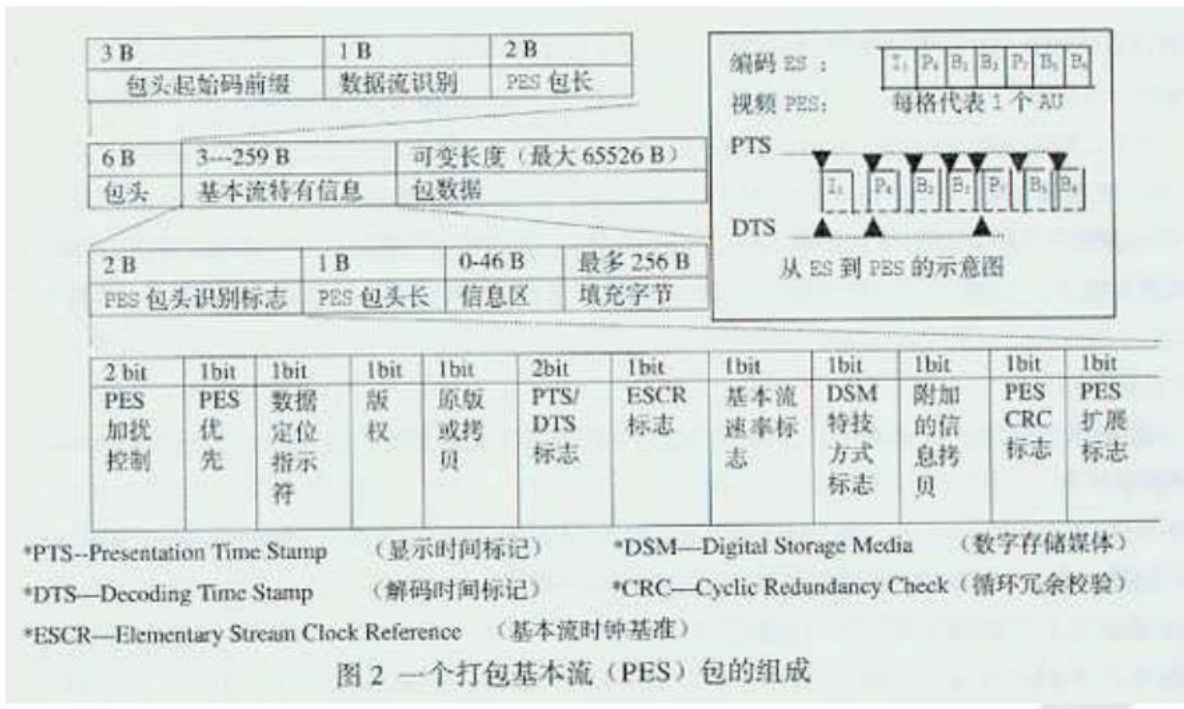 3 B 1 B 2 B
包头起始码前缀 数据流识别 PES 包长
6 B 3---259 B 可变长度（最大 65526 B）
包头 基本流特有信息 包数据
2 B 1 B 0-46 B 最多 256 B
PES 包头识别标志 PES 包头长 信息区 填充字节
2 bit 1bit 1bit 1bit 1bit 2bit 1bit 1bit 1bit 1bit 1bit 1bit
PES 加扰控制
PES 优先
数据定位指示符
版权
原版或拷贝
PTS/DTS 标志
ESCR 标志
基本流速率标志
DSM 特技方式标志
附加的信息拷贝
PES CRC 标志
PES 扩展标志
编码 ES ： I₁ P₄ B₂ B₃ P₇ B₅ B₆
视频 PES： 每格代表 1 个 AU
PTS
I₁ P₄ B₂ P₇ B₅ B₆
DTS
从 ES 到 PES 的示意图
*PTS--Presentation Time Stamp （显示时间标记） *DSM—Digital Storage Media （数字存储媒体）
*DTS—Decoding Time Stamp （解码时间标记） *CRC—Cyclic Redundancy Check（循环冗余校验）
*ESCR—Elementary Stream Clock Reference （基本流时钟基准）
图 2 一个打包基本流（PES）包的组成